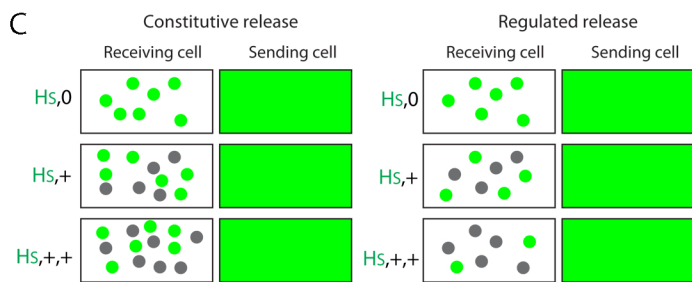 C
Constitutive release
Regulated release
Receiving cell
Sending cell
Receiving cell
Sending cell
Hs,0
Hs,0
Hs,+
Hs,+
Hs,+,+
Hs,+,+